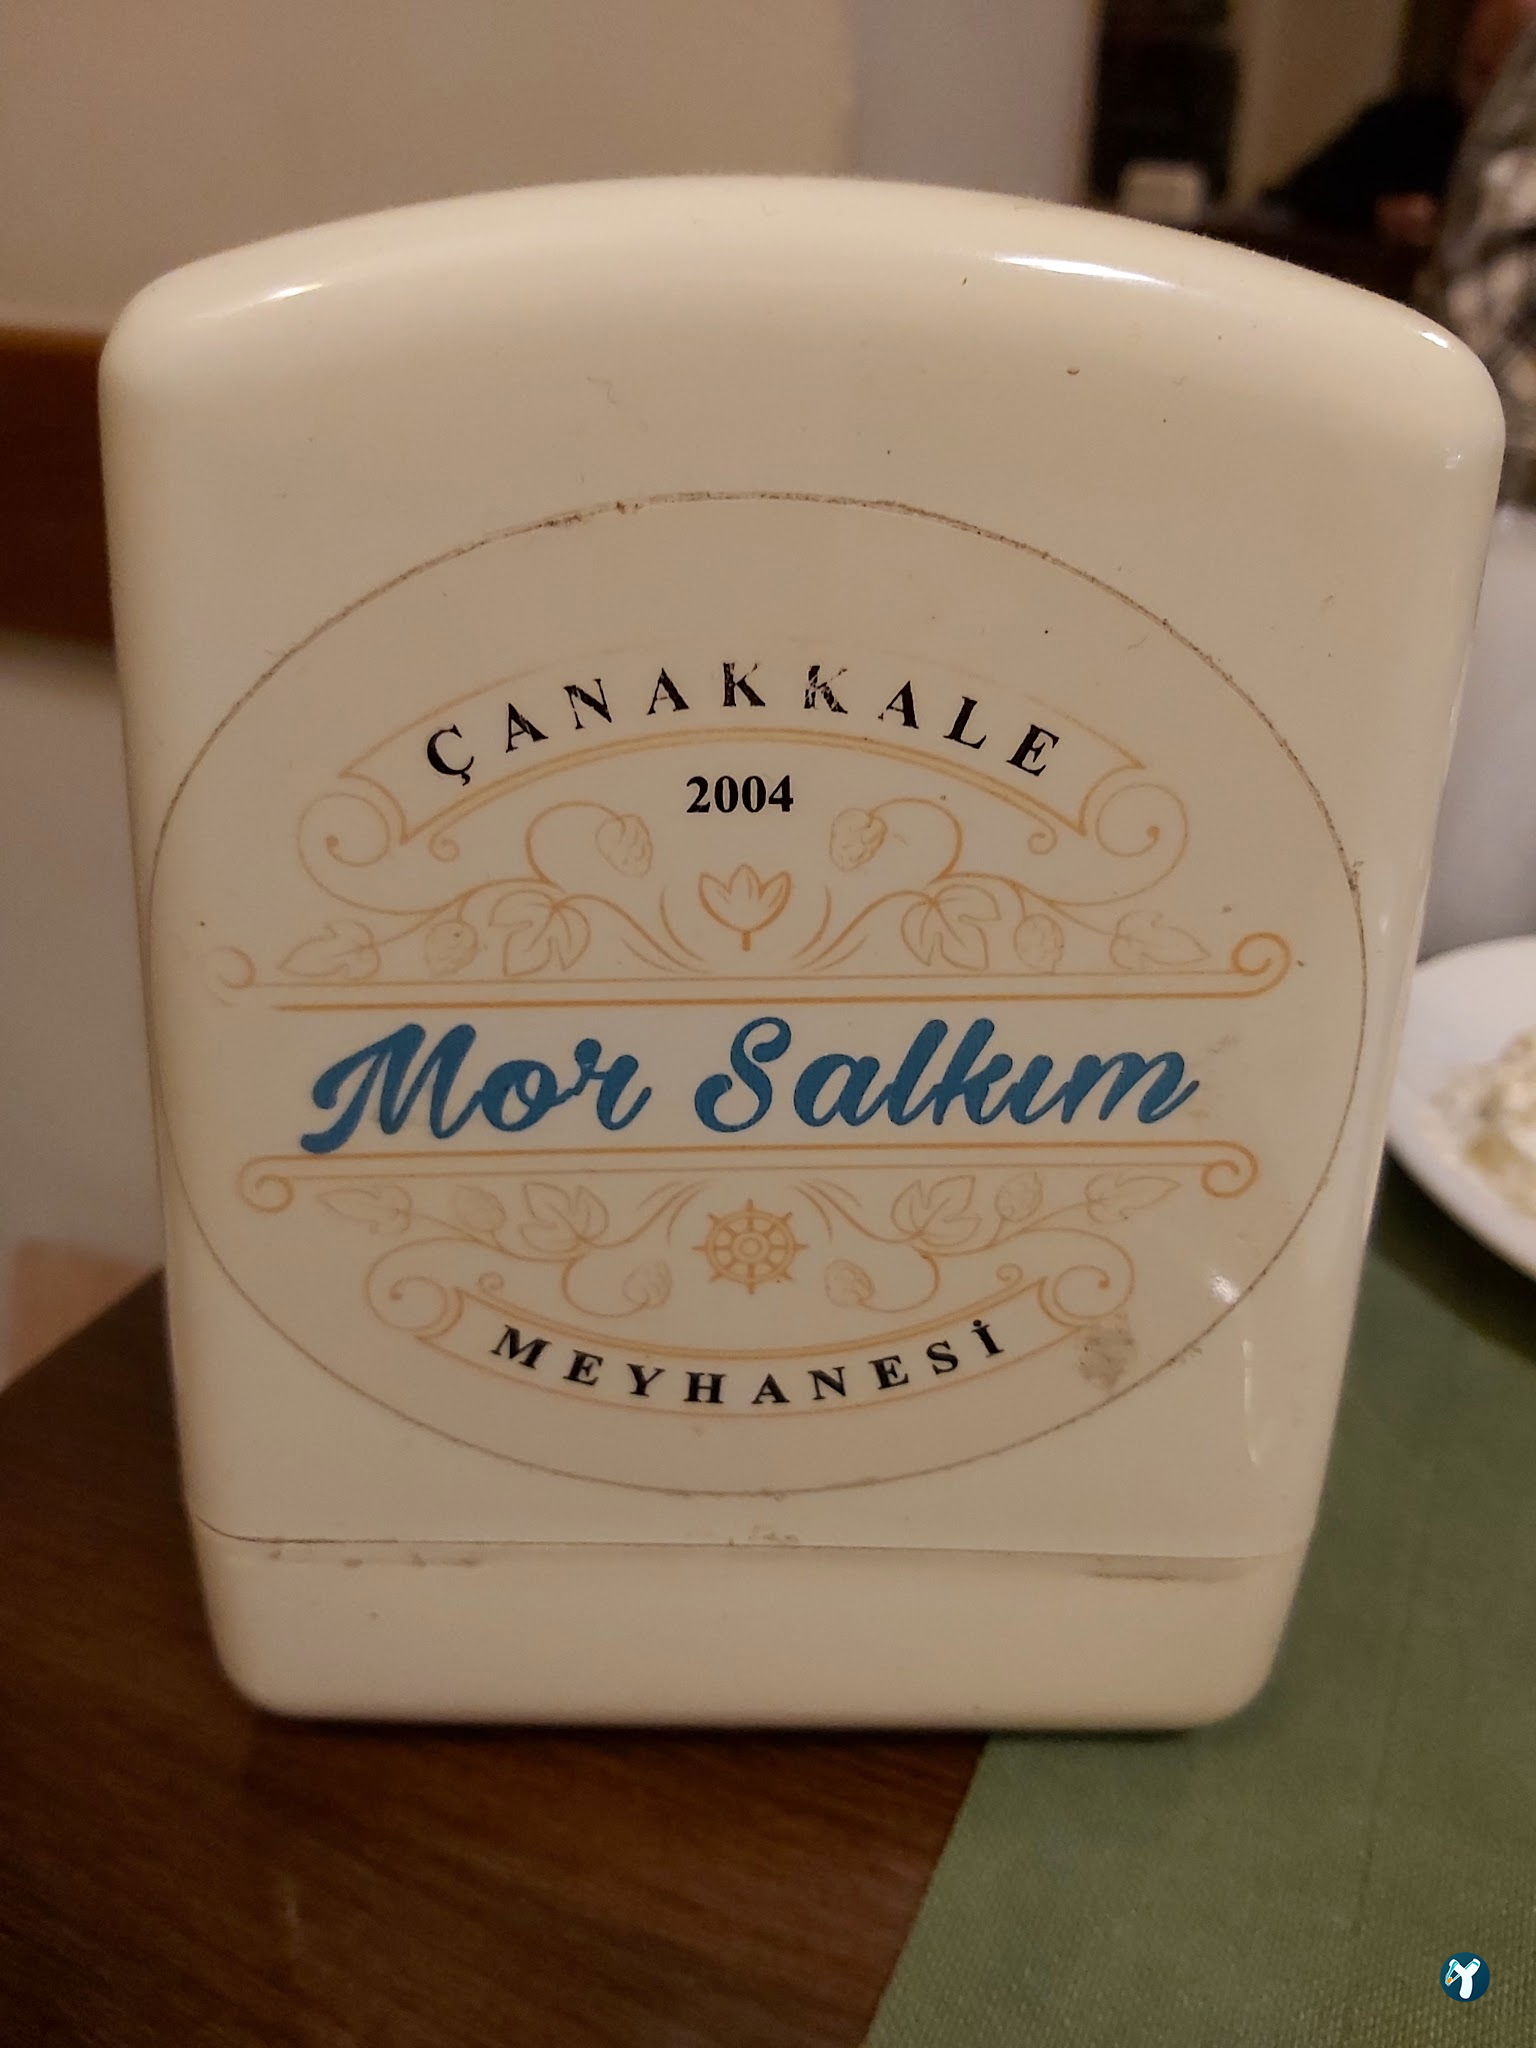 ÇANAKKALE
2004
Mor Salkım
MEYHANESİ